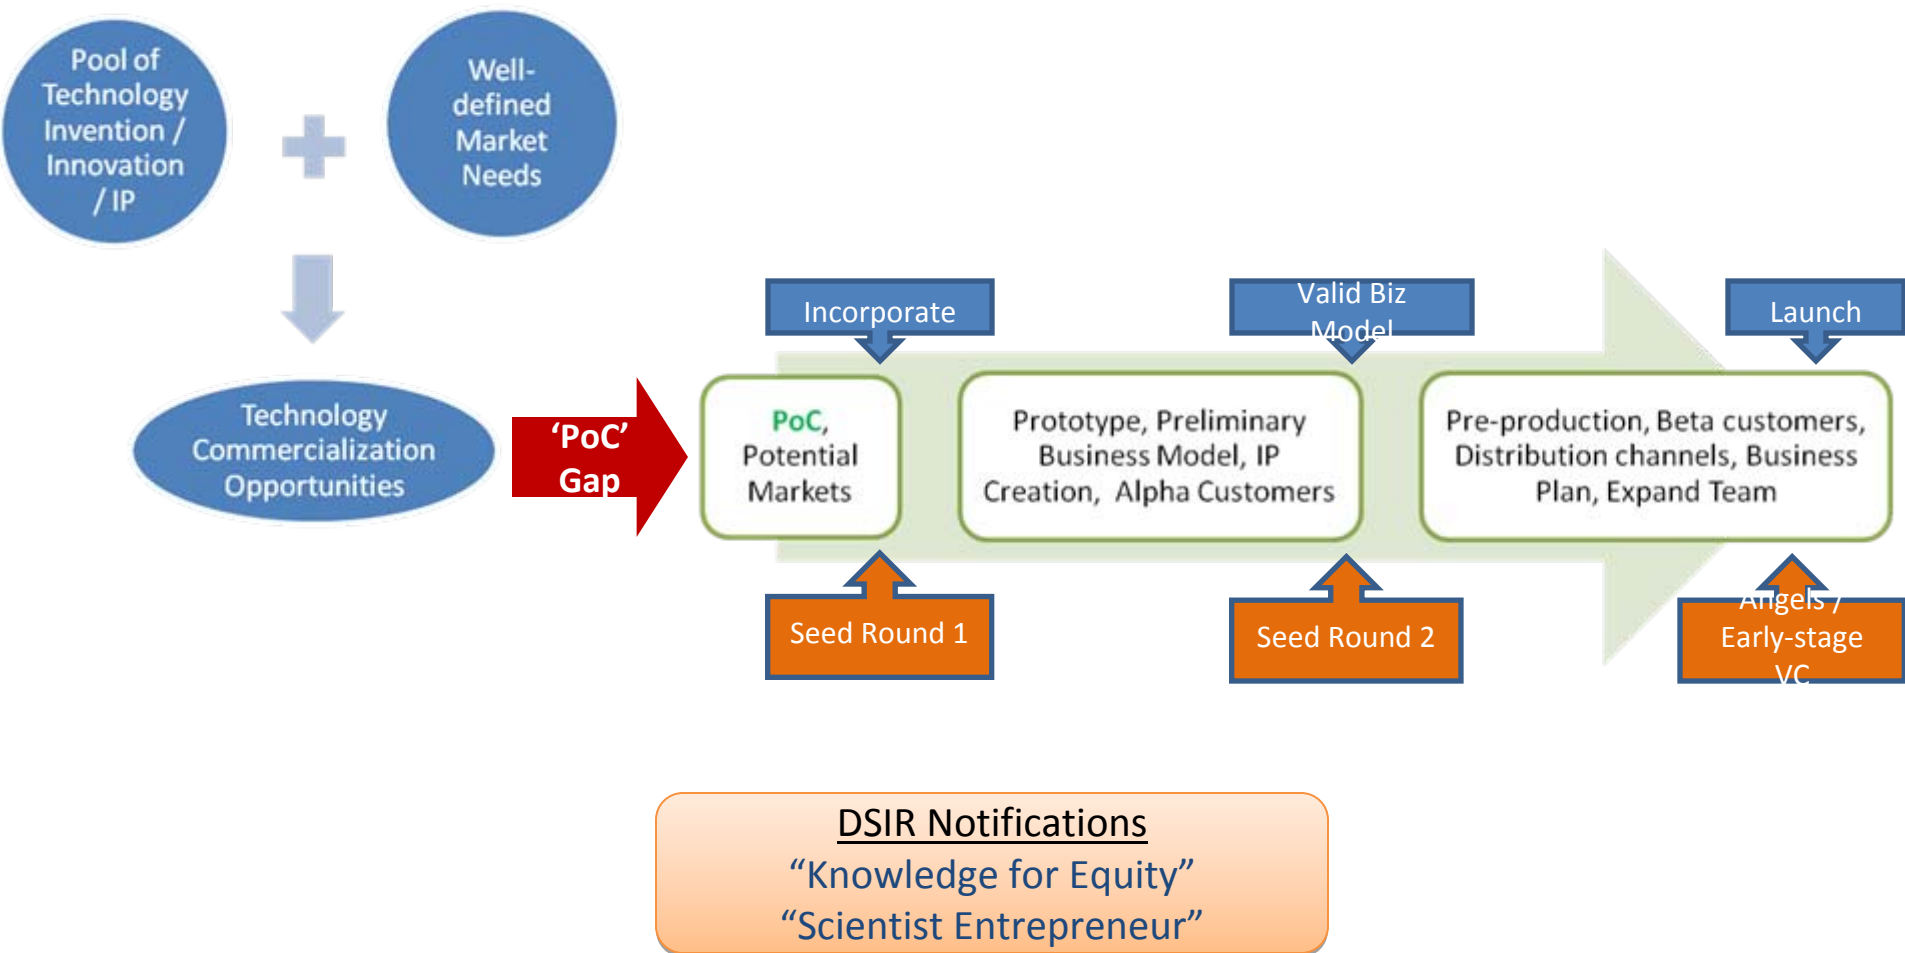 Pool of
Technology
Invention /
Innovation
/ IP
Well-
defined
Market
Needs
Technology
Commercialization
Opportunities
‘PoC’
Gap
Incorporate
Valid Biz
Model
Launch
PoC,
Potential
Markets
Prototype, Preliminary
Business Model, IP
Creation, Alpha Customers
Pre-production, Beta customers,
Distribution channels, Business
Plan, Expand Team
Seed Round 1
Seed Round 2
Angels /
Early-stage
VC
DSIR Notifications
“Knowledge for Equity”
“Scientist Entrepreneur”